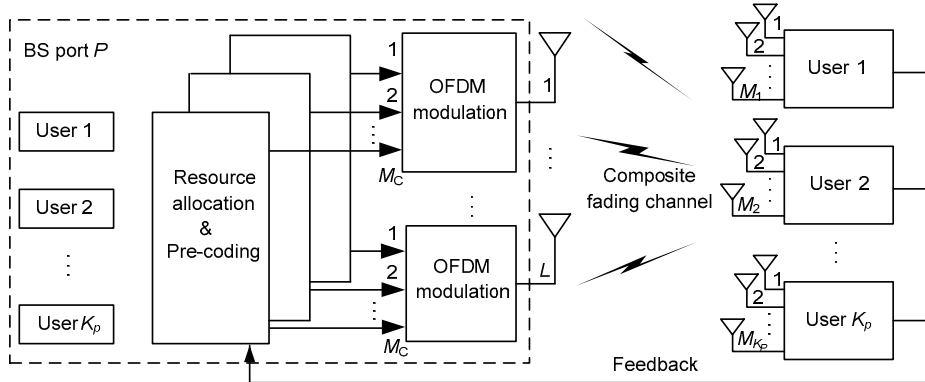 BS port P
User 1
User 2
⋮
User Kp
Resource
allocation
&
Pre-coding
1
2
⋮
MC
OFDM
modulation
1
⋮
⋮
1
2
⋮
MC
OFDM
modulation
L
Composite
fading channel
Feedback
1
2
⋮
M1
User 1
1
2
⋮
M2
User 2
⋮
1
2
⋮
MKP
User Kp